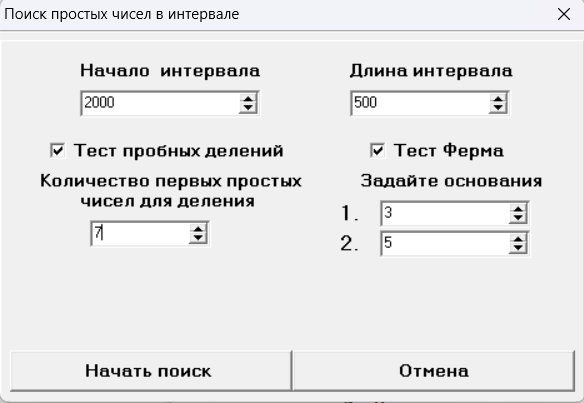 Поиск простых чисел в интервале
Начало интервала
Длина интервала
2000
500
Тест пробных делений
Тест Ферма
Количество первых простых
чисел для деления
Задайте основания
7
1. 3
2. 5
Начать поиск
Отмена